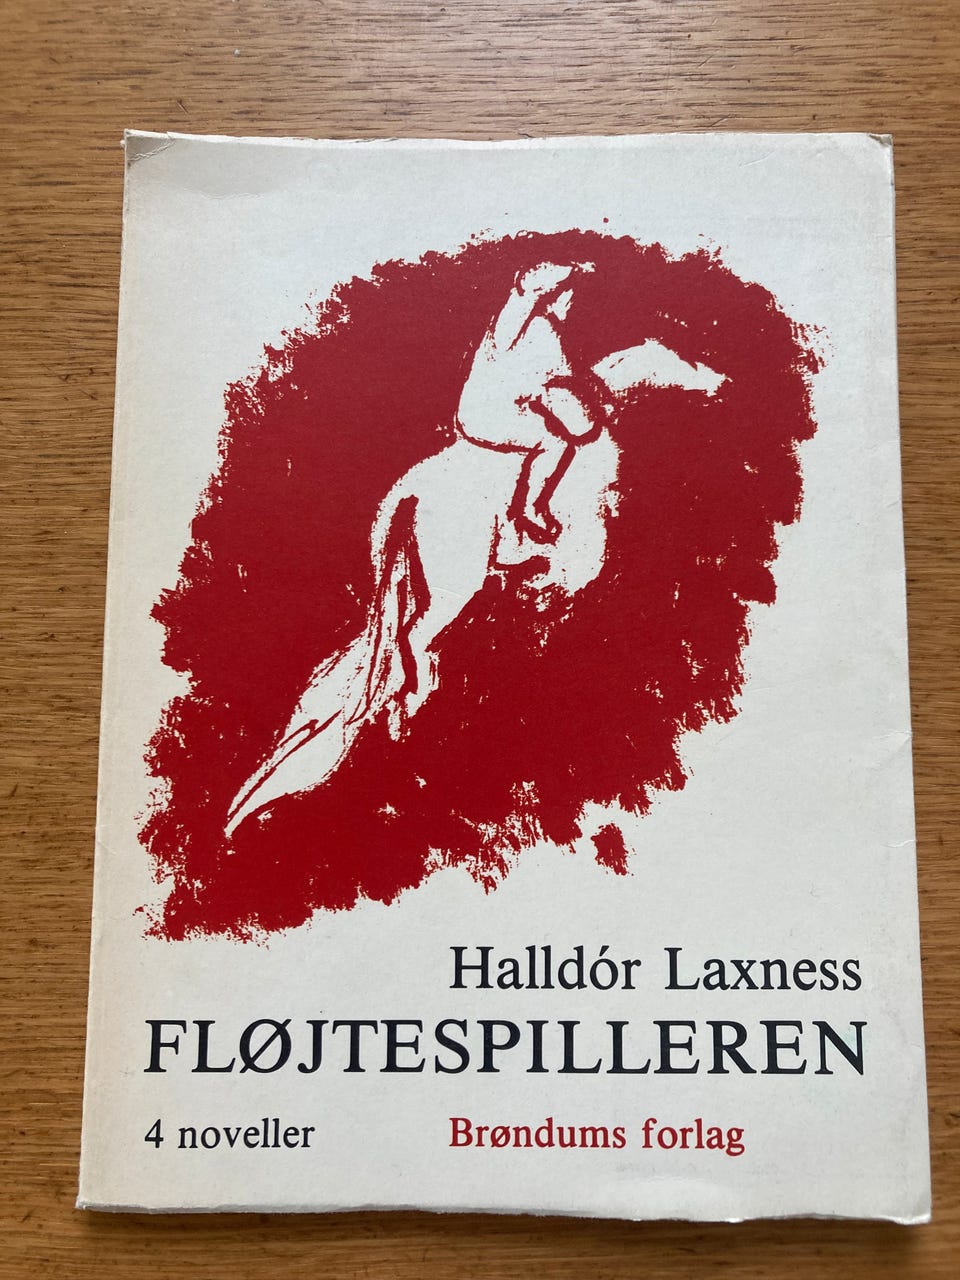 Halldór Laxness
FLØJTESPILLEREN
4 noveller
Brøndums forlag